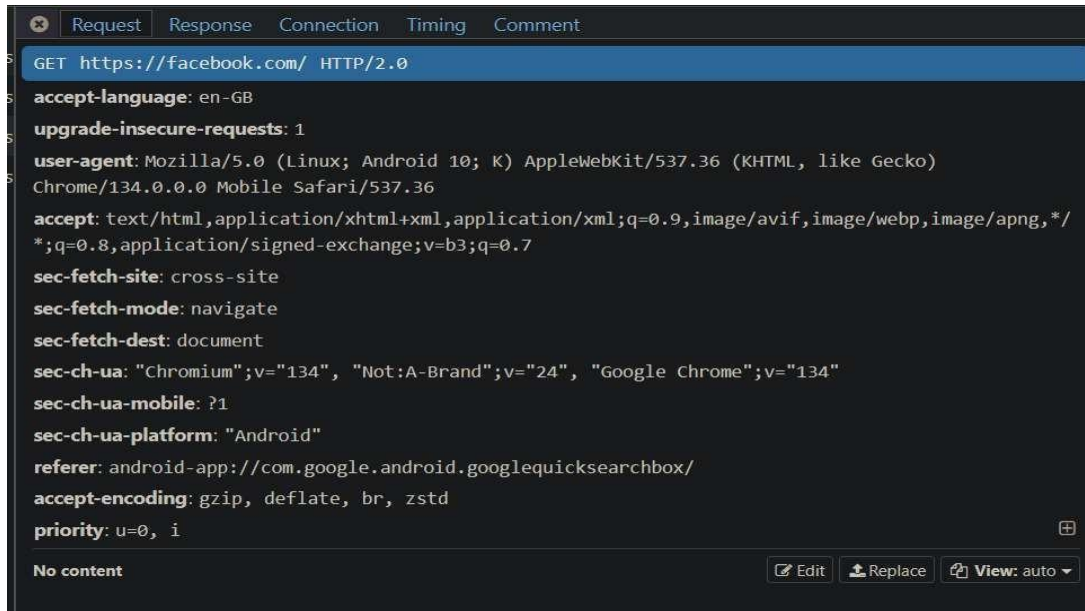 Request Response Connection Timing Comment
GET https://facebook.com/ HTTP/2.0
accept-language: en-GB
upgrade-insecure-requests: 1
user-agent: Mozilla/5.0 (Linux; Android 10; K) AppleWebKit/537.36 (KHTML, like Gecko)
Chrome/134.0.0.0 Mobile Safari/537.36
accept: text/html,application/xhtml+xml,application/xml;q=0.9,image/avif,image/webp,image/apng,*/
*;q=0.8,application/signed-exchange;v=b3;q=0.7
sec-fetch-site: cross-site
sec-fetch-mode: navigate
sec-fetch-dest: document
sec-ch-ua: "Chromium";v="134", "Not:A-Brand";v="24", "Google Chrome";v="134"
sec-ch-ua-mobile: ?1
sec-ch-ua-platform: "Android"
referer: android-app://com.google.android.googlequicksearchbox/
accept-encoding: gzip, deflate, br, zstd
priority: u=0, i
No content Edit Replace View: auto